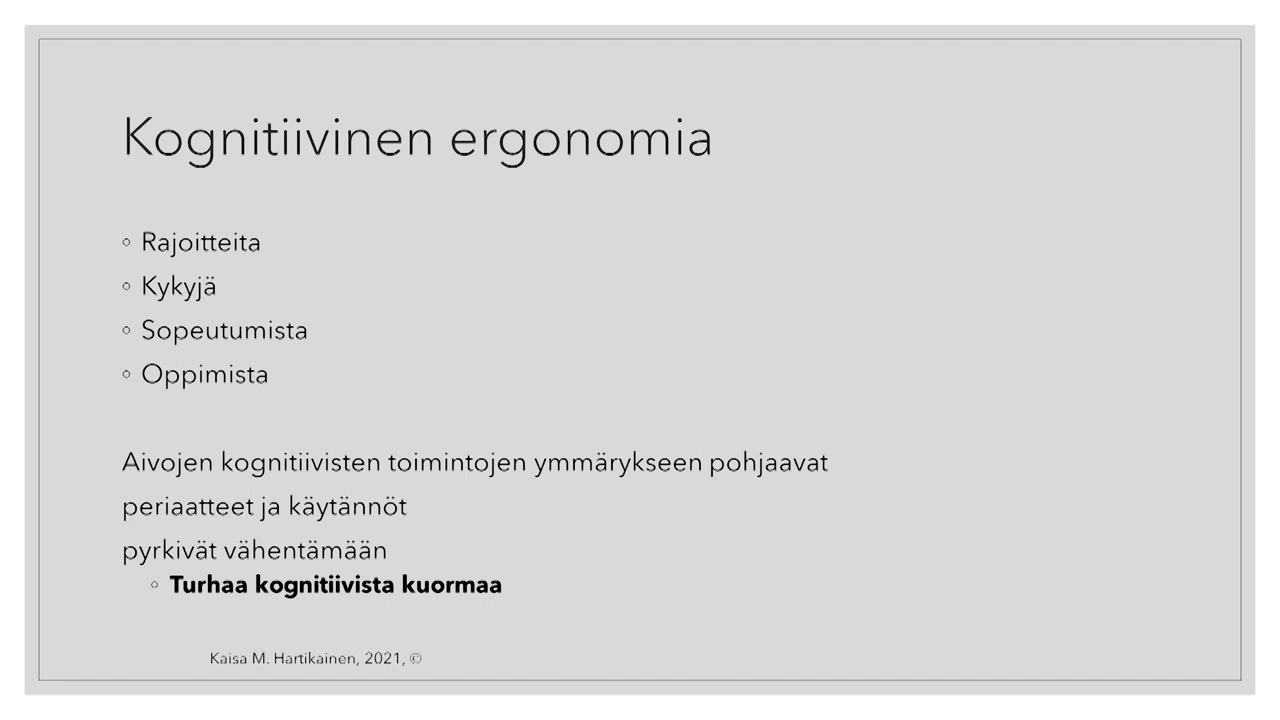 Kognitiivinen ergonomia
◦ Rajoitteita
◦ Kykyjä
◦ Sopeutumista
◦ Oppimista
Aivojen kognitiivisten toimintojen ymmärykseen pohjaavat
periaatteet ja käytännöt
pyrkivät vähentämään
◦ Turhaa kognitiivista kuormaa
Kaisa M. Hartikainen, 2021, ©